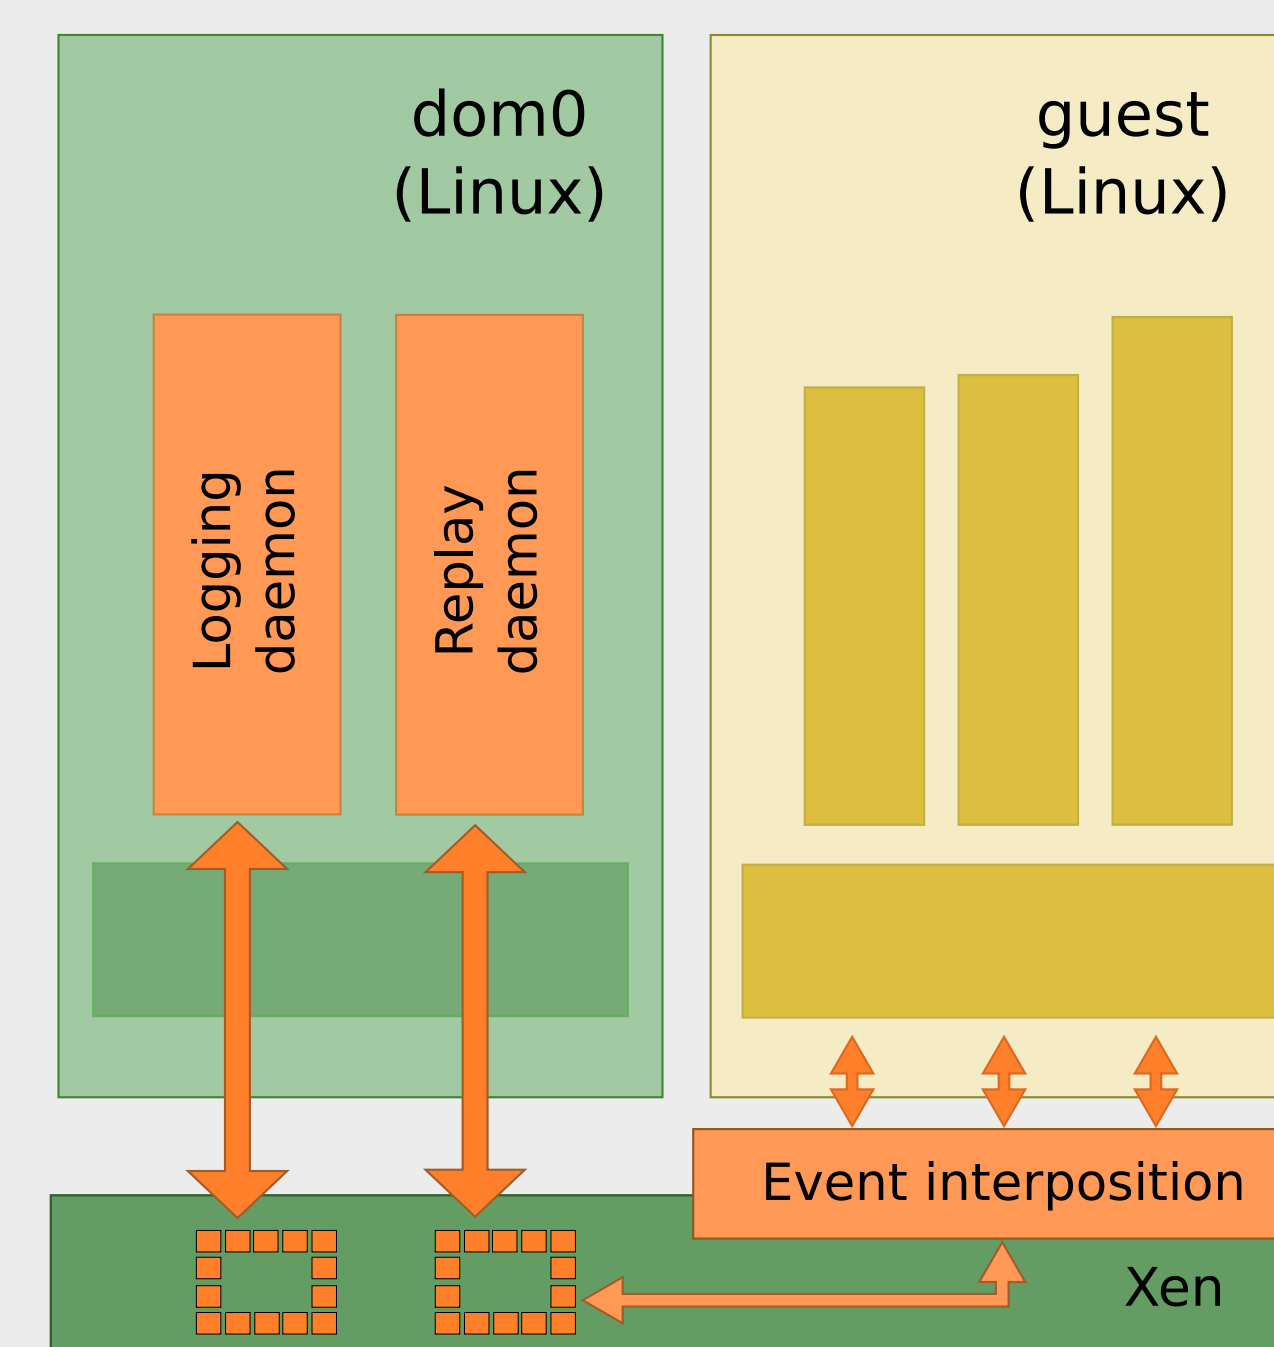 dom0
(Linux)
guest
(Linux)
Logging
daemon
Replay
daemon
Event interposition
Xen